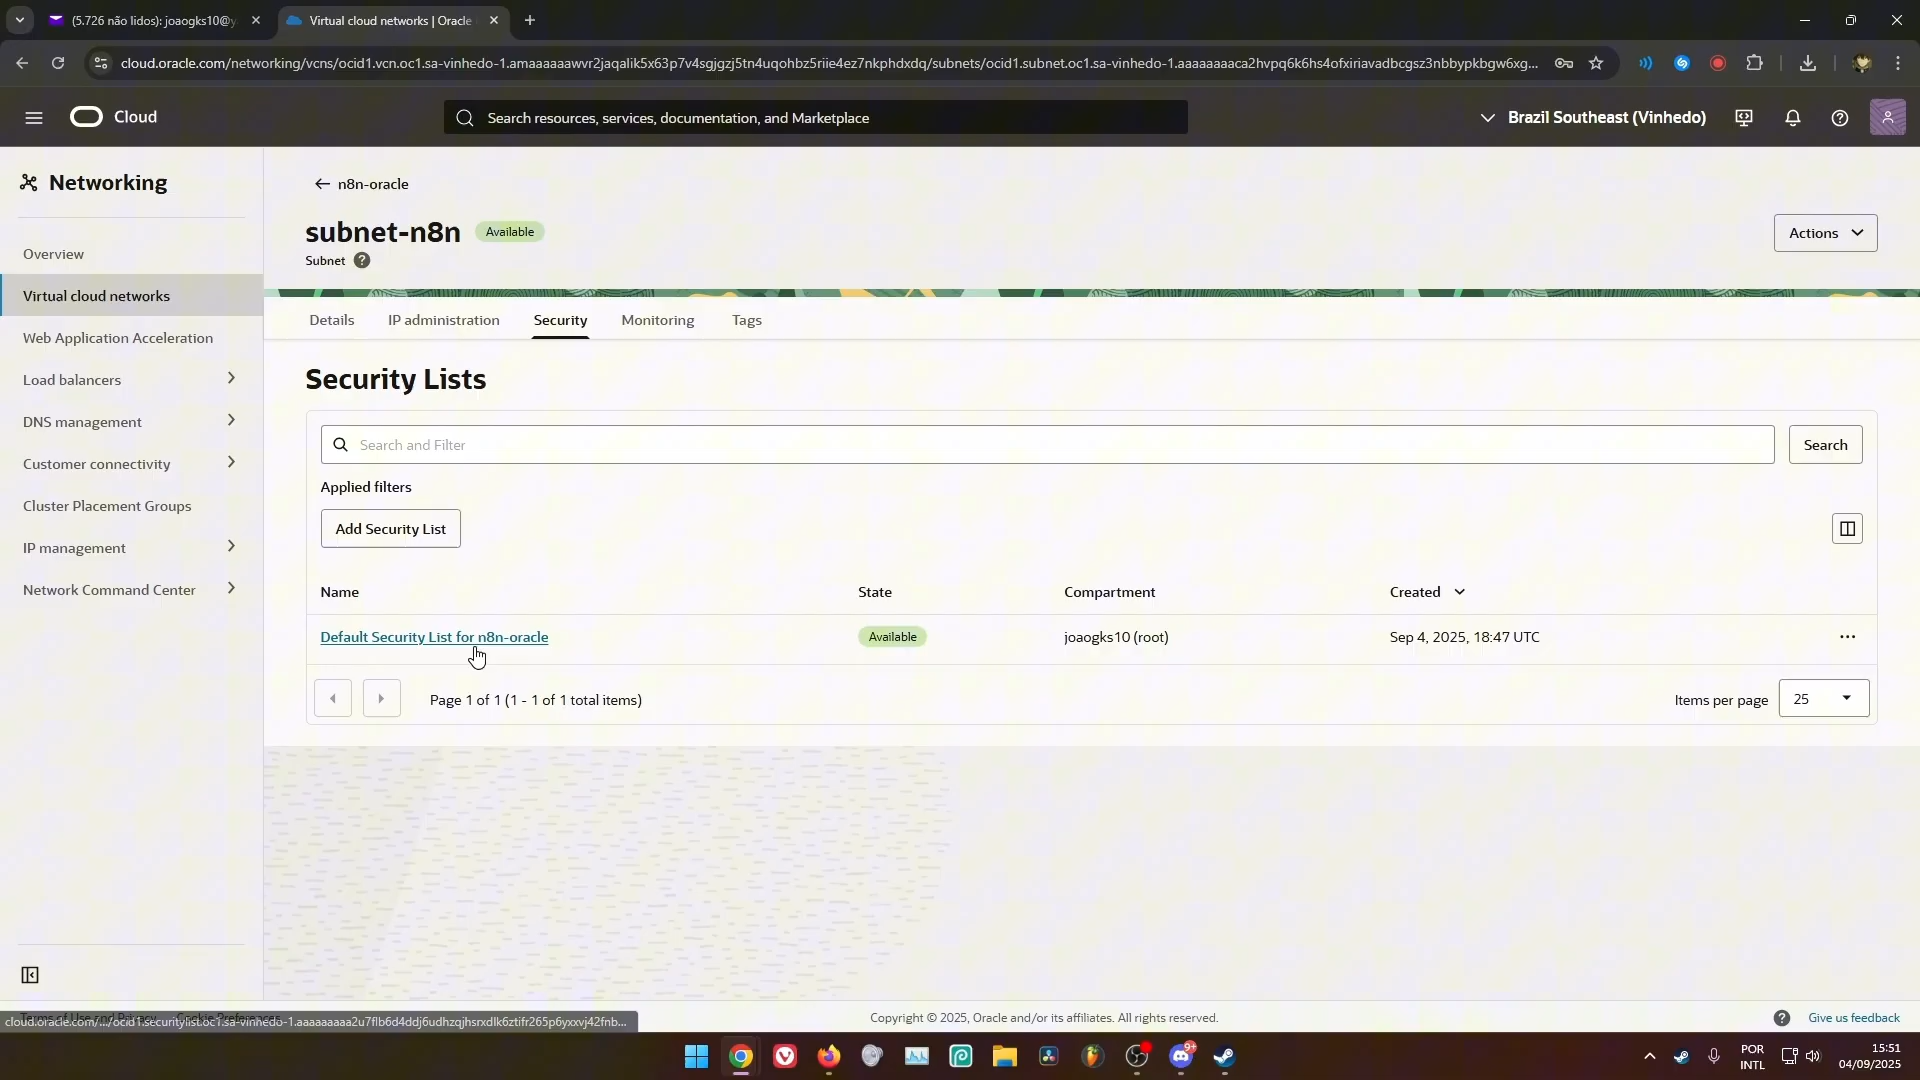 (5.726 não lidos): joaogks10@y
Virtual cloud networks | Oracle
cloud.oracle.com/networking/vcns/ocid1.vcn.oc1.sa-vinhedo-1.amaaaaaawvr2jaqalik5x63p7v4sgjgzj5tn4uqohbz5riie4ez7nkphdxdq/subnets/ocid1.subnet.oc1.sa-vinhedo-1.aaaaaaaaca2hvpq6k6hs4ofxiriavadbcgsz3nbbypkbgw6xg...
Cloud
Search resources, services, documentation, and Marketplace
Brazil Southeast (Vinhedo)
Networking
Overview
Virtual cloud networks
Web Application Acceleration
Load balancers
DNS management
Customer connectivity
Cluster Placement Groups
IP management
Network Command Center
n8n-oracle
subnet-n8n
Available
Subnet
Actions
Details
IP administration
Security
Monitoring
Tags
Security Lists
Search and Filter
Search
Applied filters
Add Security List
Name
State
Compartment
Created
Default Security List for n8n-oracle
Available
joaogks10 (root)
Sep 4, 2025, 18:47 UTC
Page 1 of 1 (1 - 1 of 1 total items)
Items per page
25
Terms of Use and Privacy
Cookie Preferences
cloud.oracle.com/.../ocid1.securitylist.oc1.sa-vinhedo-1.aaaaaaaaa2u7flb6d4ddj6udhzqjhsrxdlk6ztifr265p6yxxvj42fnb...
Copyright © 2025, Oracle and/or its affiliates. All rights reserved.
Give us feedback
9+
POR
INTL
15:51
04/09/2025